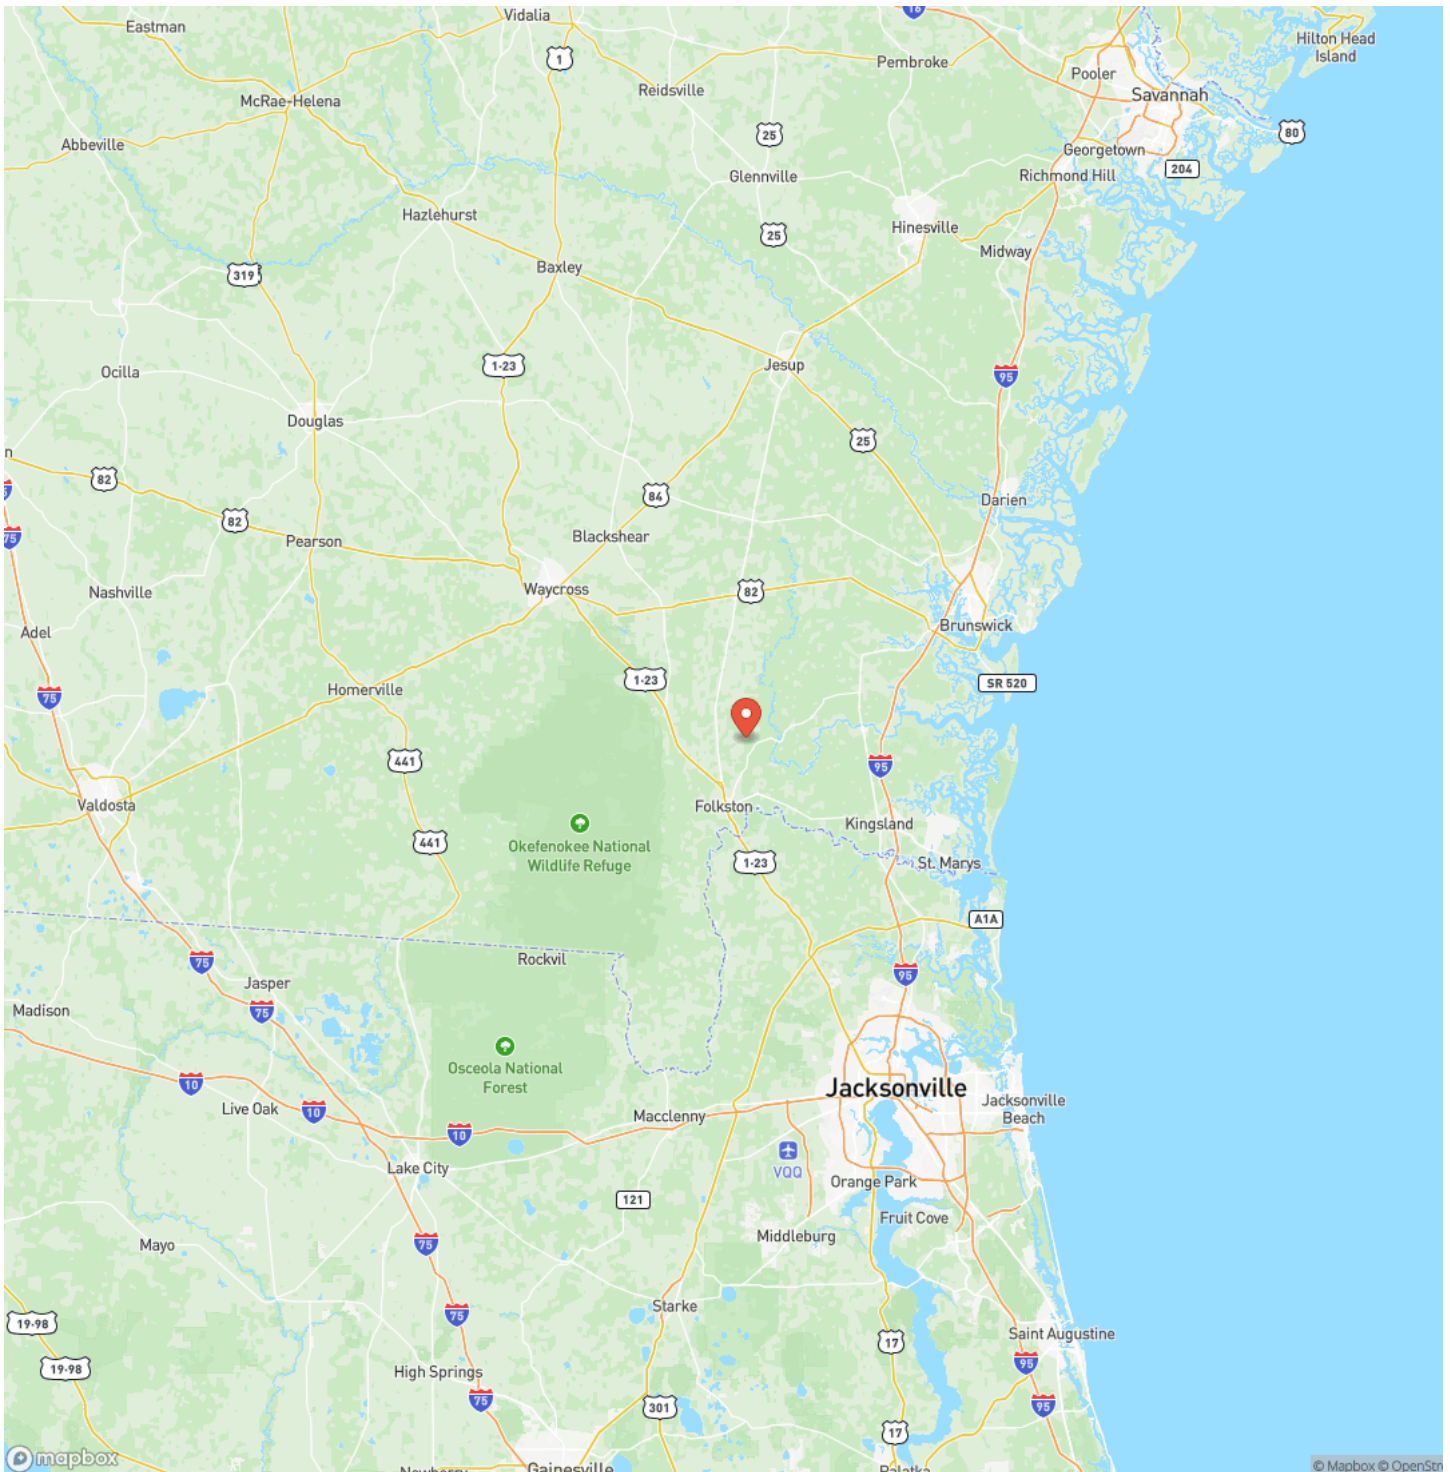 16
Vidalia
Eastman
Hilton Head
Island
1
Pembroke
Pooler
Reidsville
Savannah
McRae-Helena
25
80
Abbeville
Georgetown
204
Glennville
Richmond Hill
Hazlehurst
Hinesville
25
Midway
Baxley
319
1-23
Jesup
Ocilla
95
Douglas
25
n
82
84
75
Darien
82
Blackshear
75
Pearson
Waycross
82
Nashville
Brunswick
Adel
1-23
SR 520
Homerville
75
441
95
Valdosta
Folkston
Kingsland
441
Okefenokee National
Wildlife Refuge
1-23
St. Marys
A1A
Rockvil
75
95
Jasper
75
Madison
Osceola National
Forest
10
Jacksonville
Live Oak
10
Jacksonville
Beach
Macclenny
10
VQQ
Lake City
Orange Park
121
Fruit Cove
Middleburg
75
Mayo
Starke
75
19-98
Saint Augustine
17
95
19-98
High Springs
75
301
95
17
mapbox
Newberry
Gainesville
Palatka
© Mapbox © OpenStr